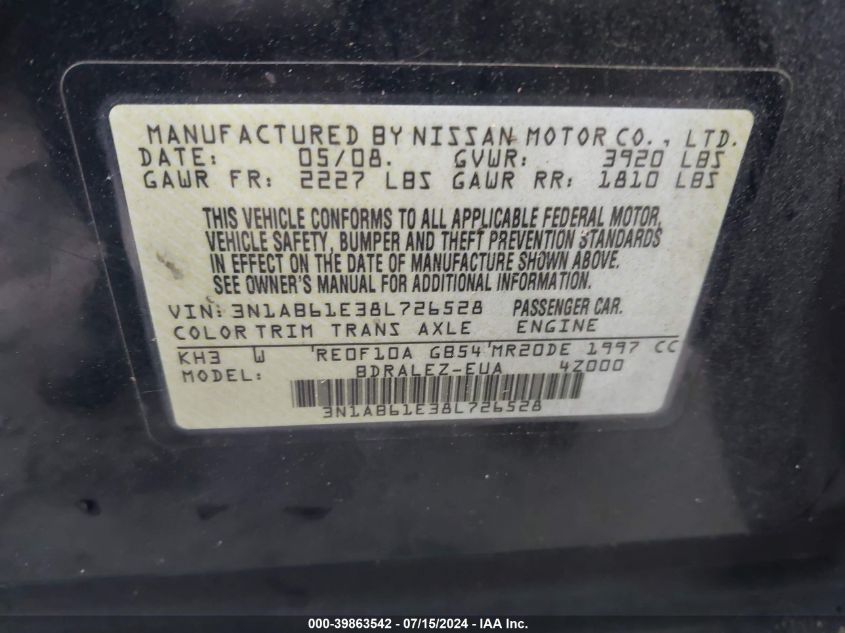 MANUFACTURED BY NISSAN MOTOR CO., LTD.
DATE: 05/08. GVWR: 3920 LBS
GAWR FR: 2227 LBS GAWR RR: 1810 LBS
THIS VEHICLE CONFORMS TO ALL APPLICABLE FEDERAL MOTOR
VEHICLE SAFETY, BUMPER AND THEFT PREVENTION STANDARDS
IN EFFECT ON THE DATE OF MANUFACTURE SHOWN ABOVE.
SEE OWNER'S MANUAL FOR ADDITIONAL INFORMATION.
VIN: 3N1AB61E38L726528 PASSENGER CAR.
COLOR TRIM TRANS AXLE ENGINE
KH3 W RE0F10A GB54 MR20DE 1997 CC
MODEL: BDRALEZ-EUA 4Z000
3N1AB61E38L726528
000-39863542 - 07/15/2024 - IAA Inc.